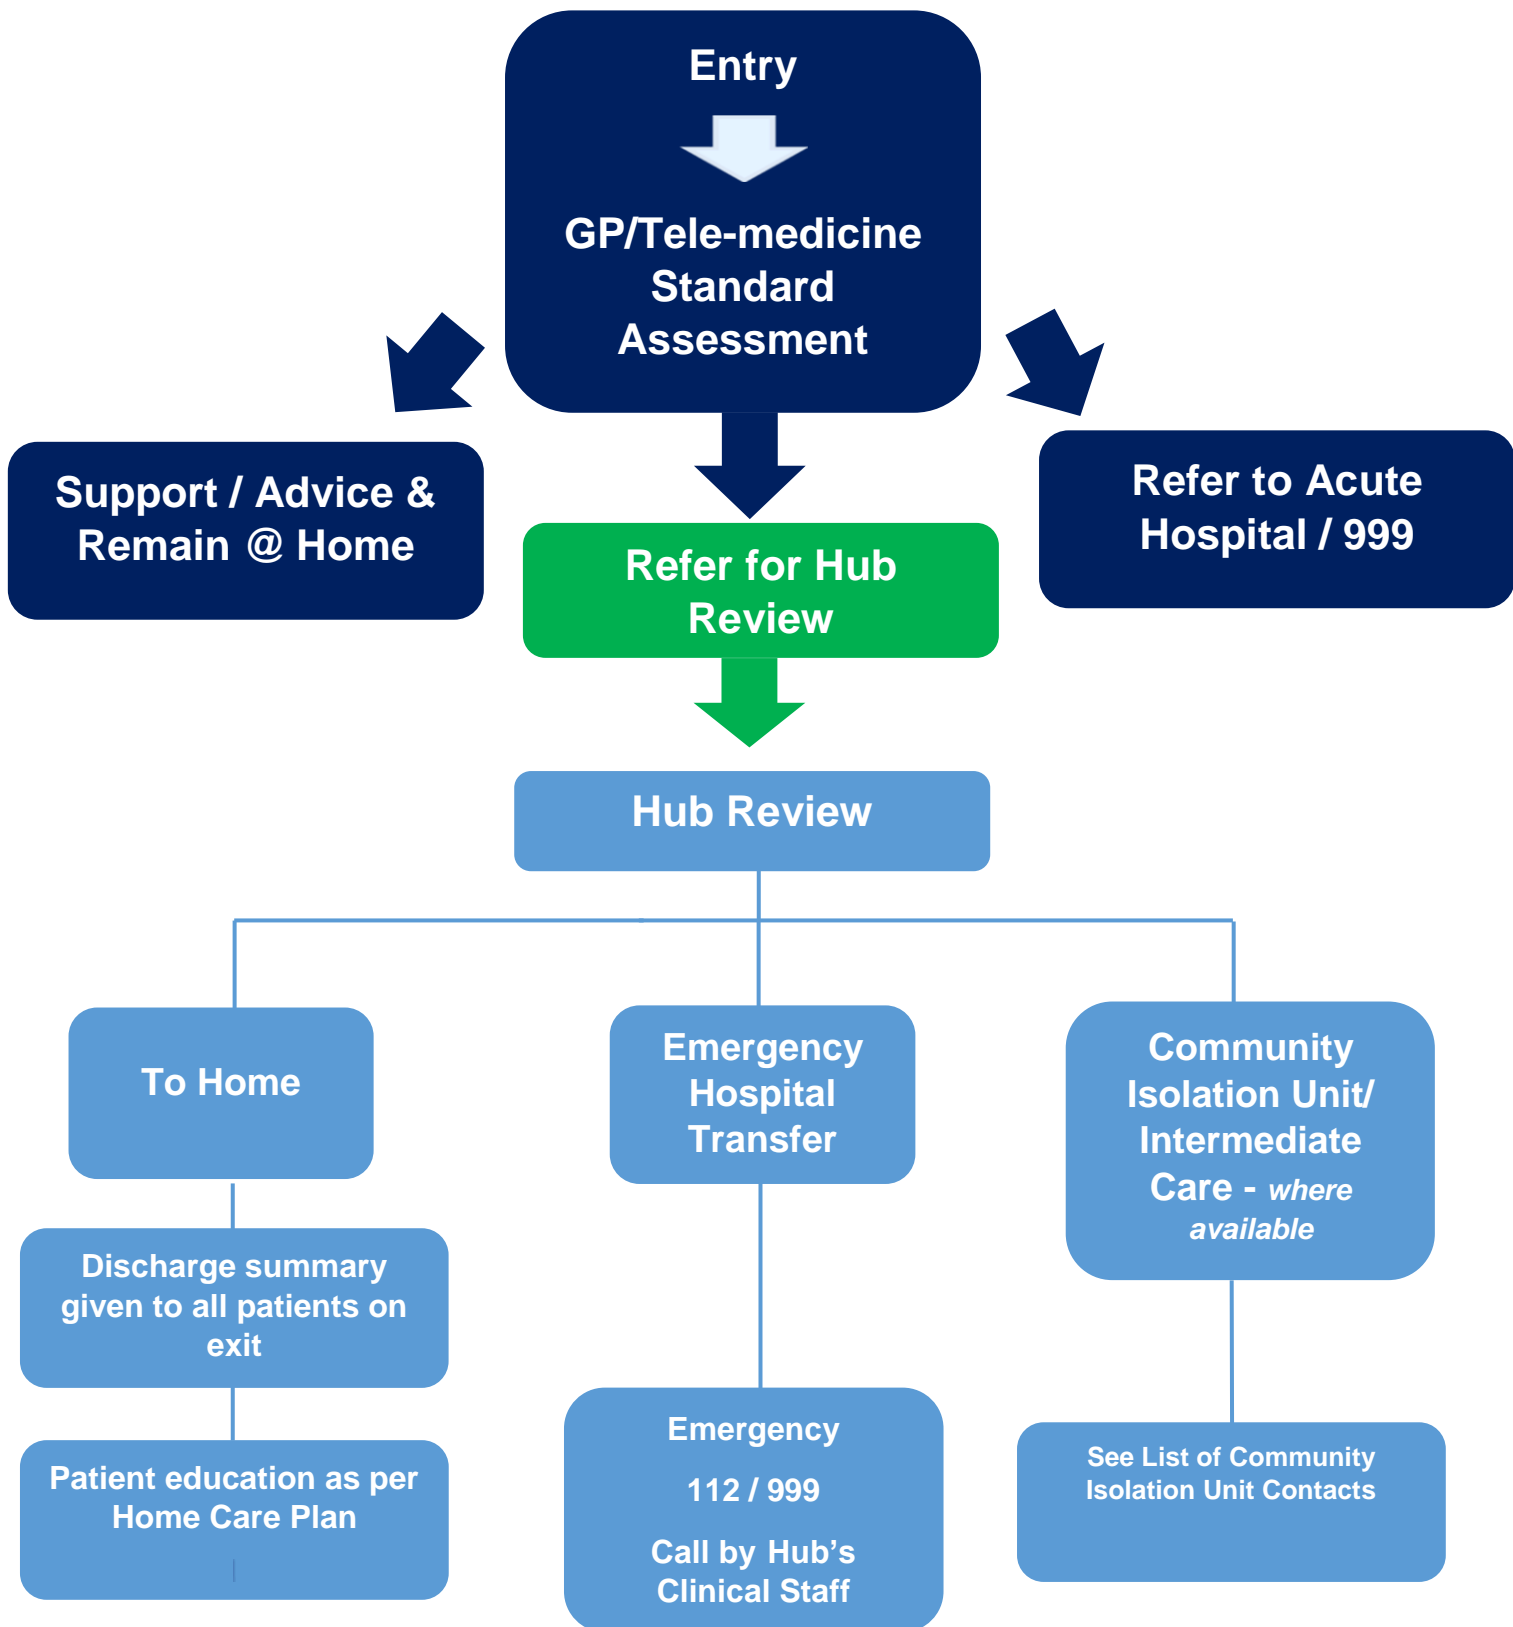 Entry
GP/Tele-medicine
Standard
Assessment
Support / Advice &
Remain @ Home
Refer to Acute
Hospital / 999
Refer for Hub
Review
Hub Review
To Home
Emergency
Hospital
Transfer
Community
Isolation Unit/
Intermediate
Care - where
available
Discharge summary
given to all patients on
exit
Patient education as per
Home Care Plan
Emergency
112 / 999
Call by Hub’s
Clinical Staff
See List of Community
Isolation Unit Contacts